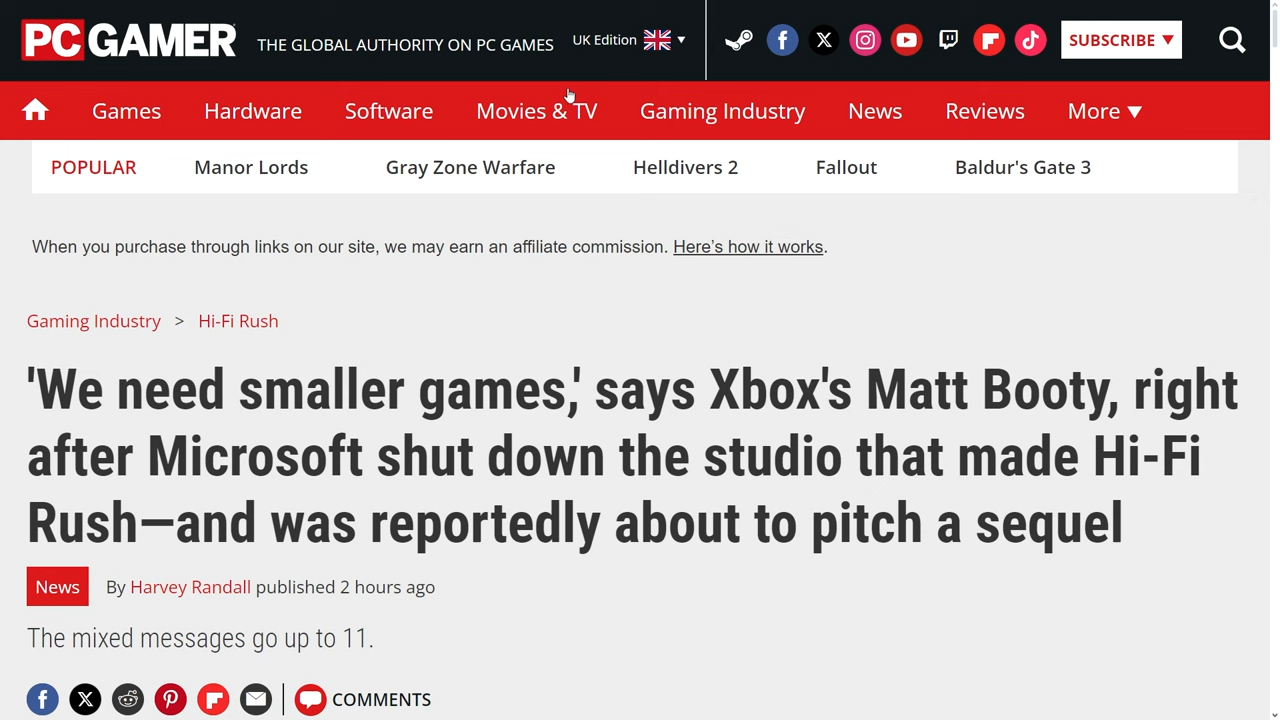 PC GAMER THE GLOBAL AUTHORITY ON PC GAMES UK Edition SUBSCRIBE
Games Hardware Software Movies & TV Gaming Industry News Reviews More
POPULAR Manor Lords Gray Zone Warfare Helldivers 2 Fallout Baldur's Gate 3
When you purchase through links on our site, we may earn an affiliate commission. Here’s how it works.
Gaming Industry > Hi-Fi Rush
'We need smaller games,' says Xbox's Matt Booty, right
after Microsoft shut down the studio that made Hi-Fi
Rush—and was reportedly about to pitch a sequel
News By Harvey Randall published 2 hours ago
The mixed messages go up to 11.
COMMENTS